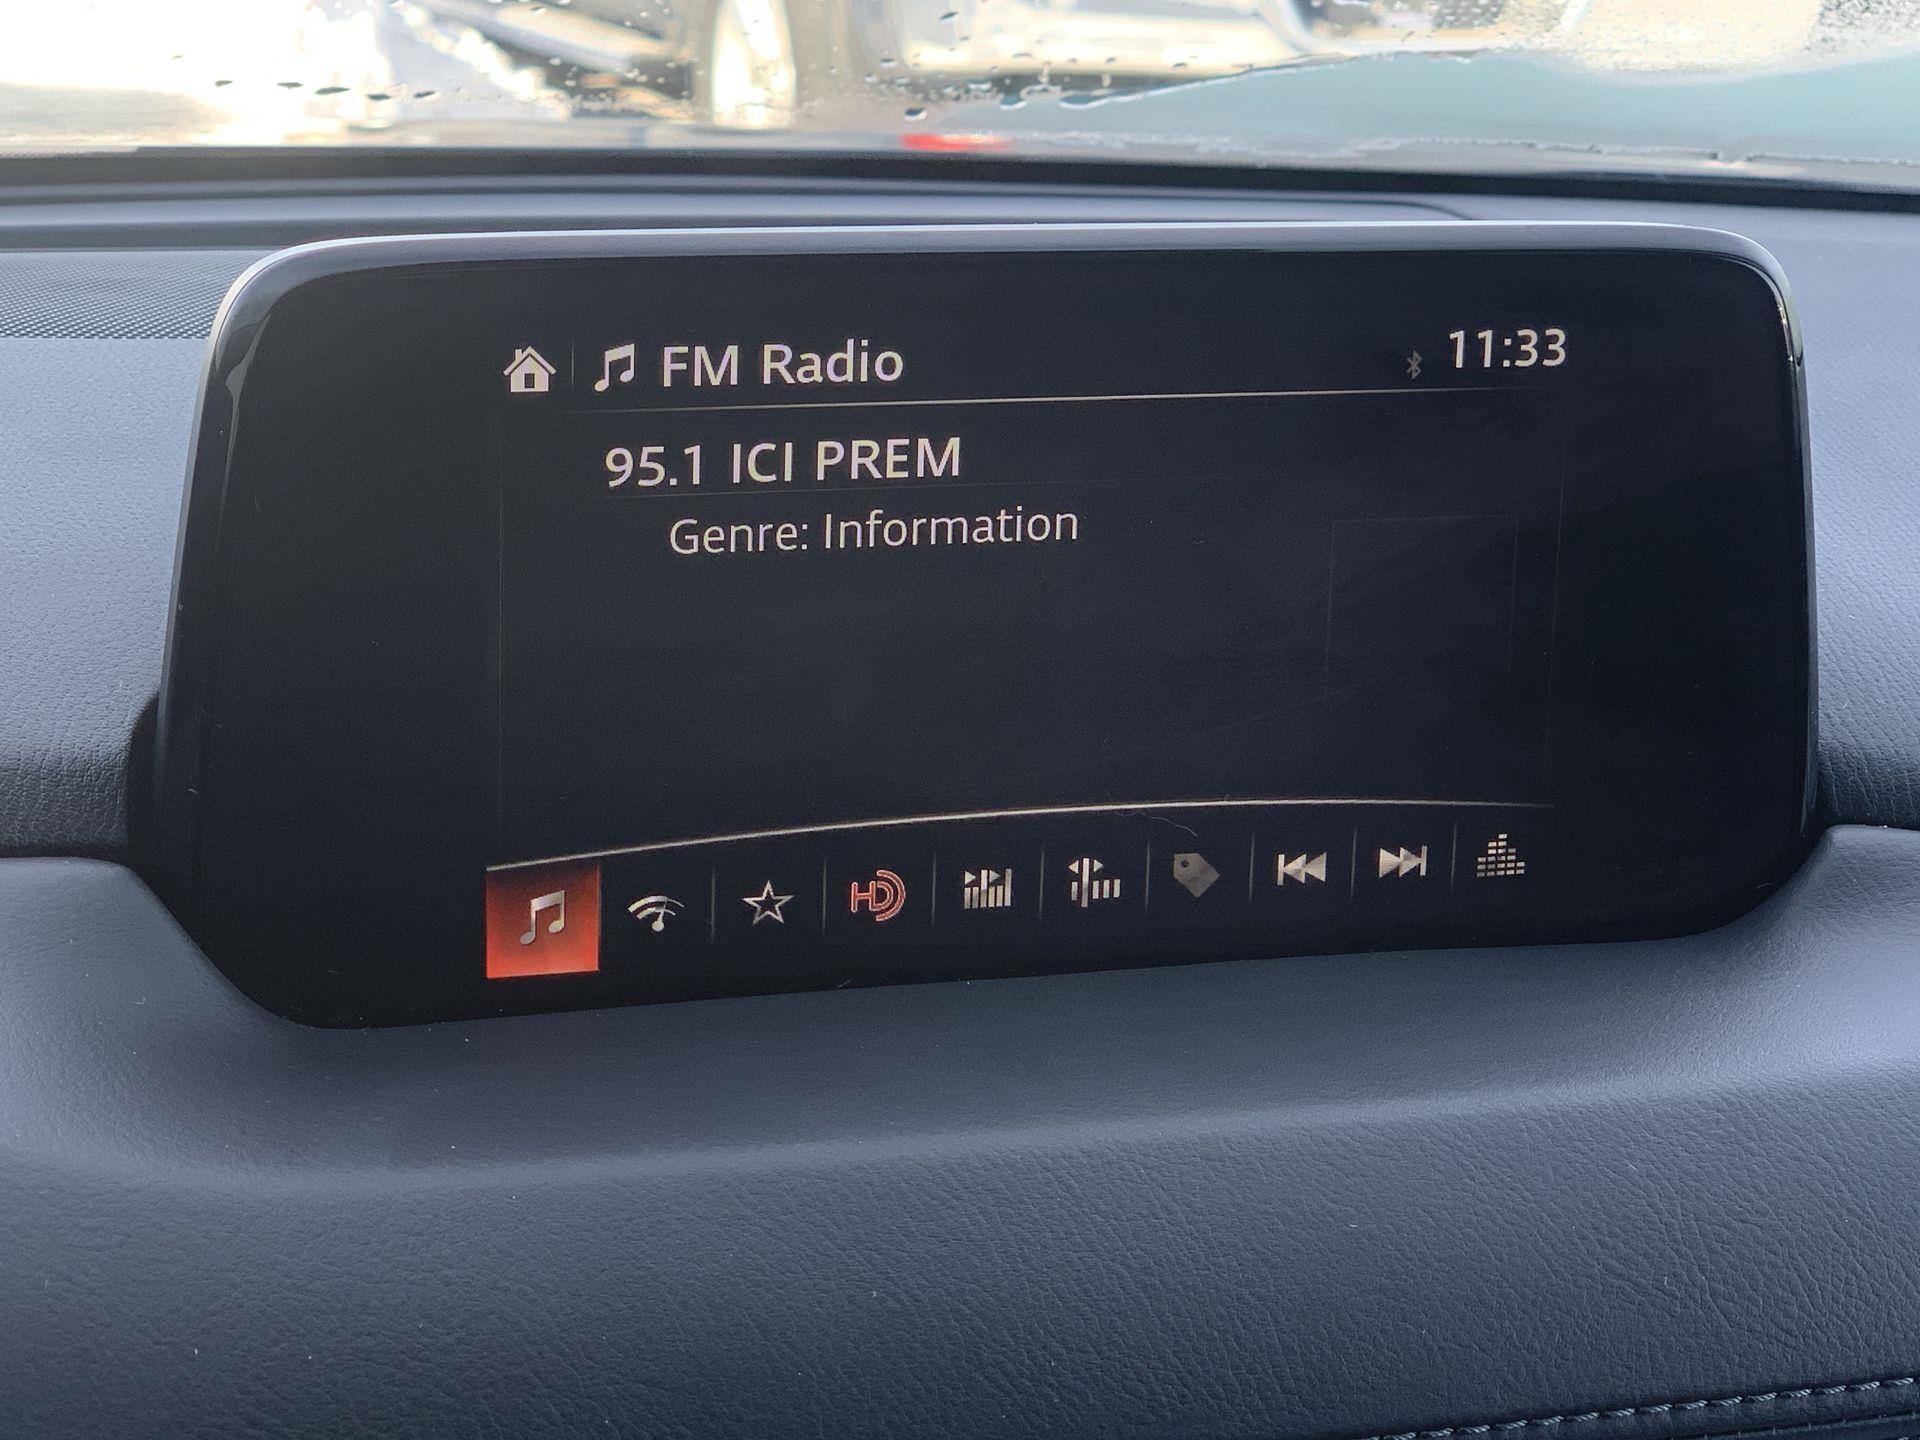 FM Radio 11:33
95.1 ICI PREM
Genre: Information
HD